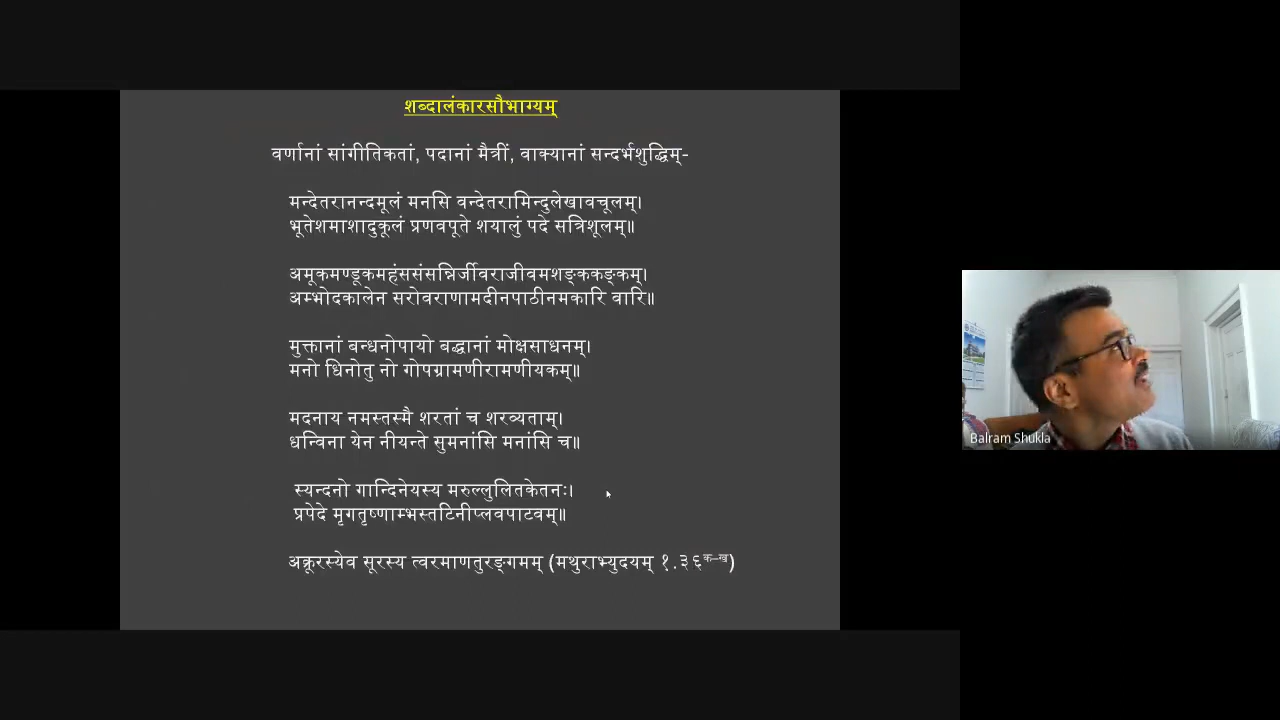 शब्दालंकारसौभाग्यम्
वर्णानां सांगीतिकतां, पदानां मैत्रीं, वाक्यानां सन्दर्भशुद्धिम्-
मन्देतरानन्दमूलं मनसि वन्देतरामिन्दुलेखावचूलम्।
भूतेशमाशादुकूलं प्रणवपूते शयालुं पदे सत्रिशूलम्॥
अमूकमण्डूकमहंससंसन्निर्जीवराजीवमशङ्ककङ्कम्।
अम्भोदकालेन सरोवराणामदीनपाठीनमकारि वारि॥
मुक्तानां बन्धनोपायो बद्धानां मोक्षसाधनम्।
मनो धिनोतु नो गोपग्रामणीरामणीयकम्॥
मदनाय नमस्तस्मै शरतां च शरव्यताम्।
धन्विना येन नीयन्ते सुमनांसि मनांसि च॥
स्यन्दनो गान्दिनेयस्य मरुल्लुलितकेतनः।
प्रपेदे मृगतृष्णाम्भस्तटिनीप्लवपाटवम्॥
अक्रूरस्येव सूरस्य त्वरमाणतुरङ्गमम् (मथुराभ्युदयम् १.३६क-ख)
Balram Shukla